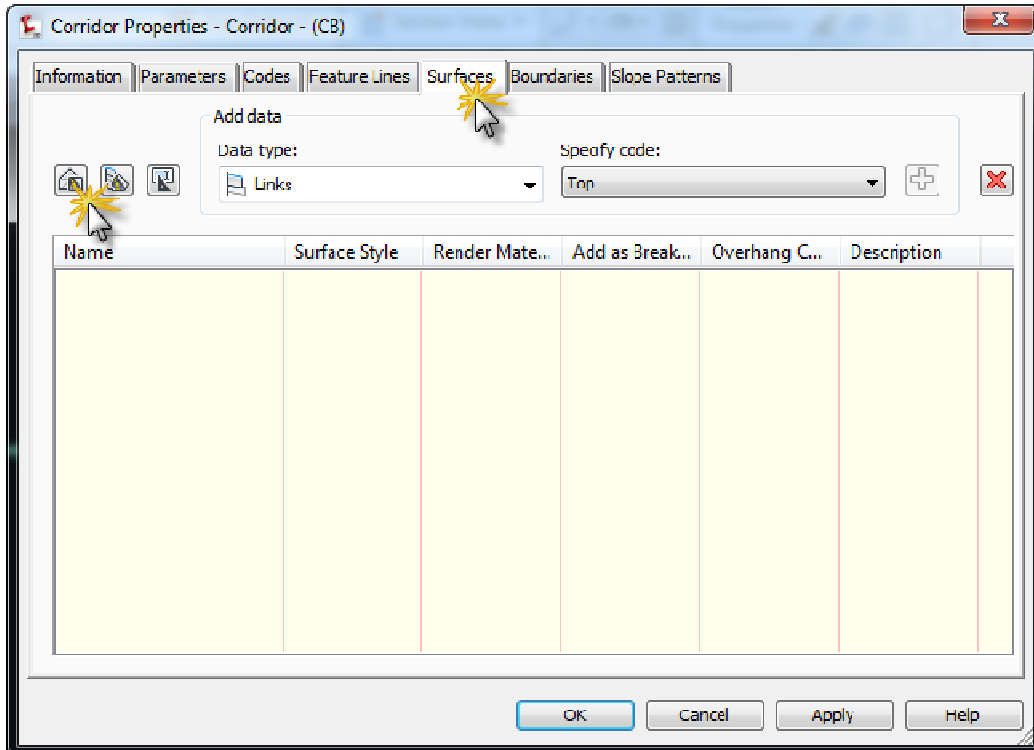 Corridor Properties - Corridor - (CB)
Information Parameters Codes Feature Lines Surfaces Boundaries Slope Patterns
Add data
Data type: Specify code:
Links Top
Name Surface Style Render Mate... Add as Break... Overhang C... Description
OK Cancel Apply Help